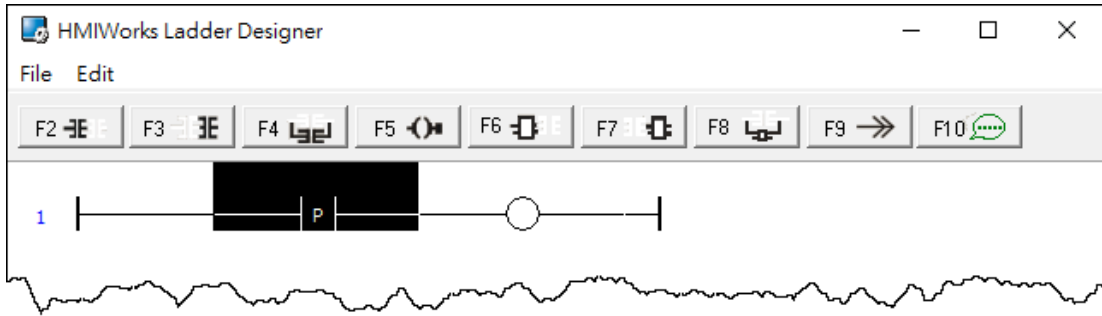 HMIWorks Ladder Designer
File Edit
F2 F3 F4 F5 F6 F7 F8 F9 F10
1 P